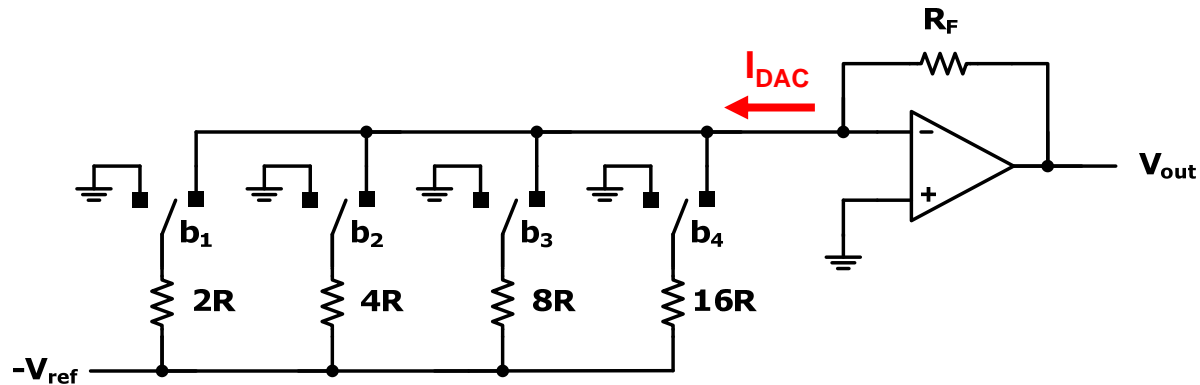 R_F
I_DAC
−
V_out
+
b_1 b_2 b_3 b_4
2R 4R 8R 16R
-V_ref